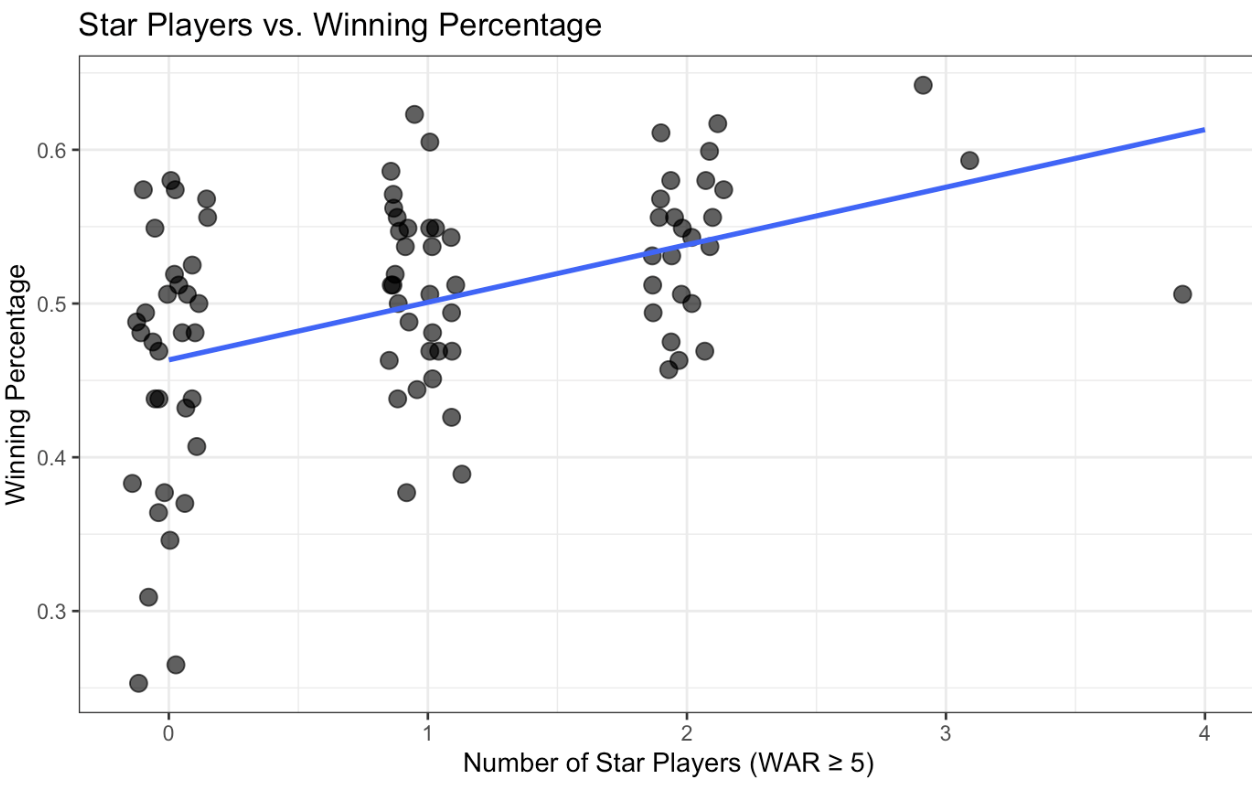 Star Players vs. Winning Percentage
Winning Percentage
0.6
0.5
0.4
0.3
0 1 2 3 4
Number of Star Players (WAR ≥ 5)